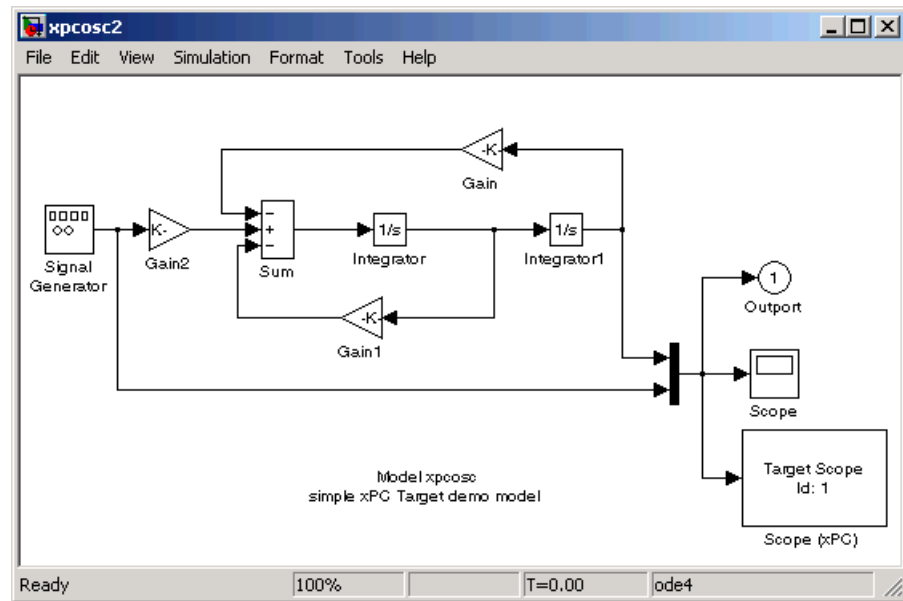 xpcosc2
File Edit View Simulation Format Tools Help
-K-
Gain
Signal
Generator
K-
Gain2
−
+
−
Sum
1/s
Integrator
1/s
Integrator1
-K-
Gain1
1
Outport
Scope
Target Scope
Id: 1
Scope (xPC)
Model xpcosc
simple xPC Target demo model
Ready 100% T=0.00 ode4